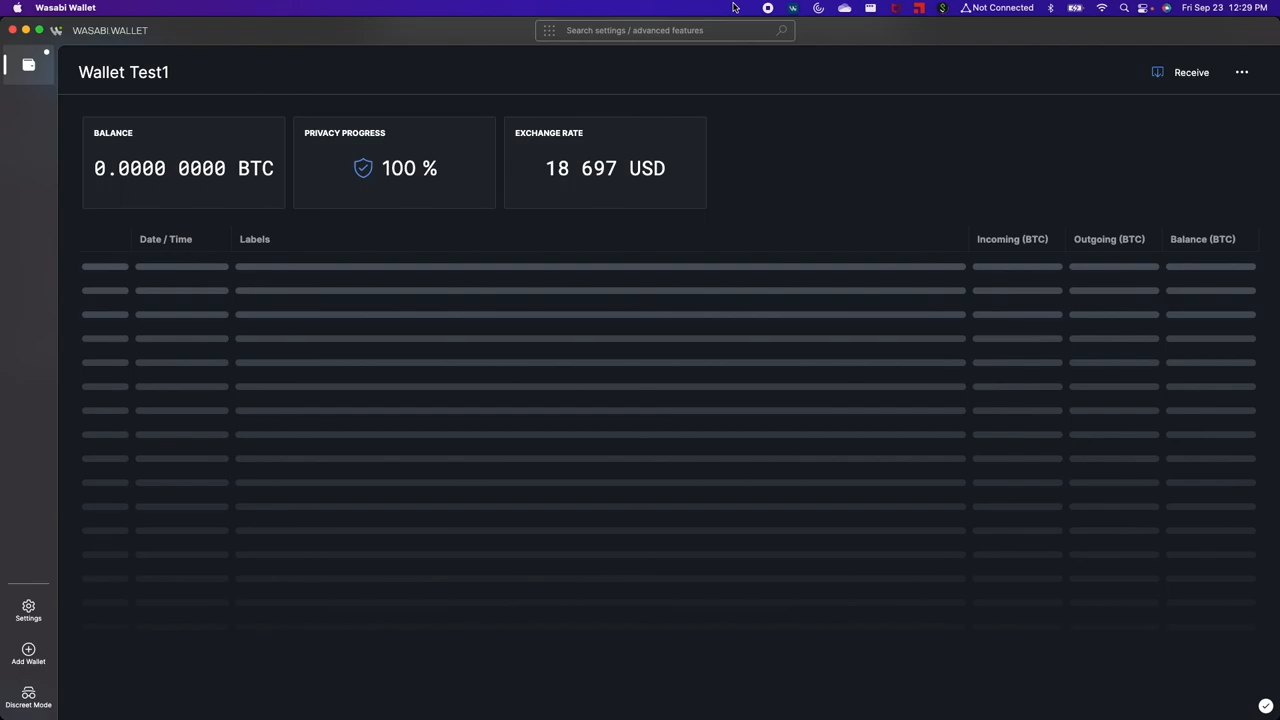 Wasabi Wallet
Not Connected
Fri Sep 23 12:29 PM
WASABI.WALLET
Search settings / advanced features
Wallet Test1
Receive
BALANCE
0.0000 0000 BTC
PRIVACY PROGRESS
100 %
EXCHANGE RATE
18 697 USD
Date / Time
Labels
Incoming (BTC)
Outgoing (BTC)
Balance (BTC)
Settings
Add Wallet
Discreet Mode